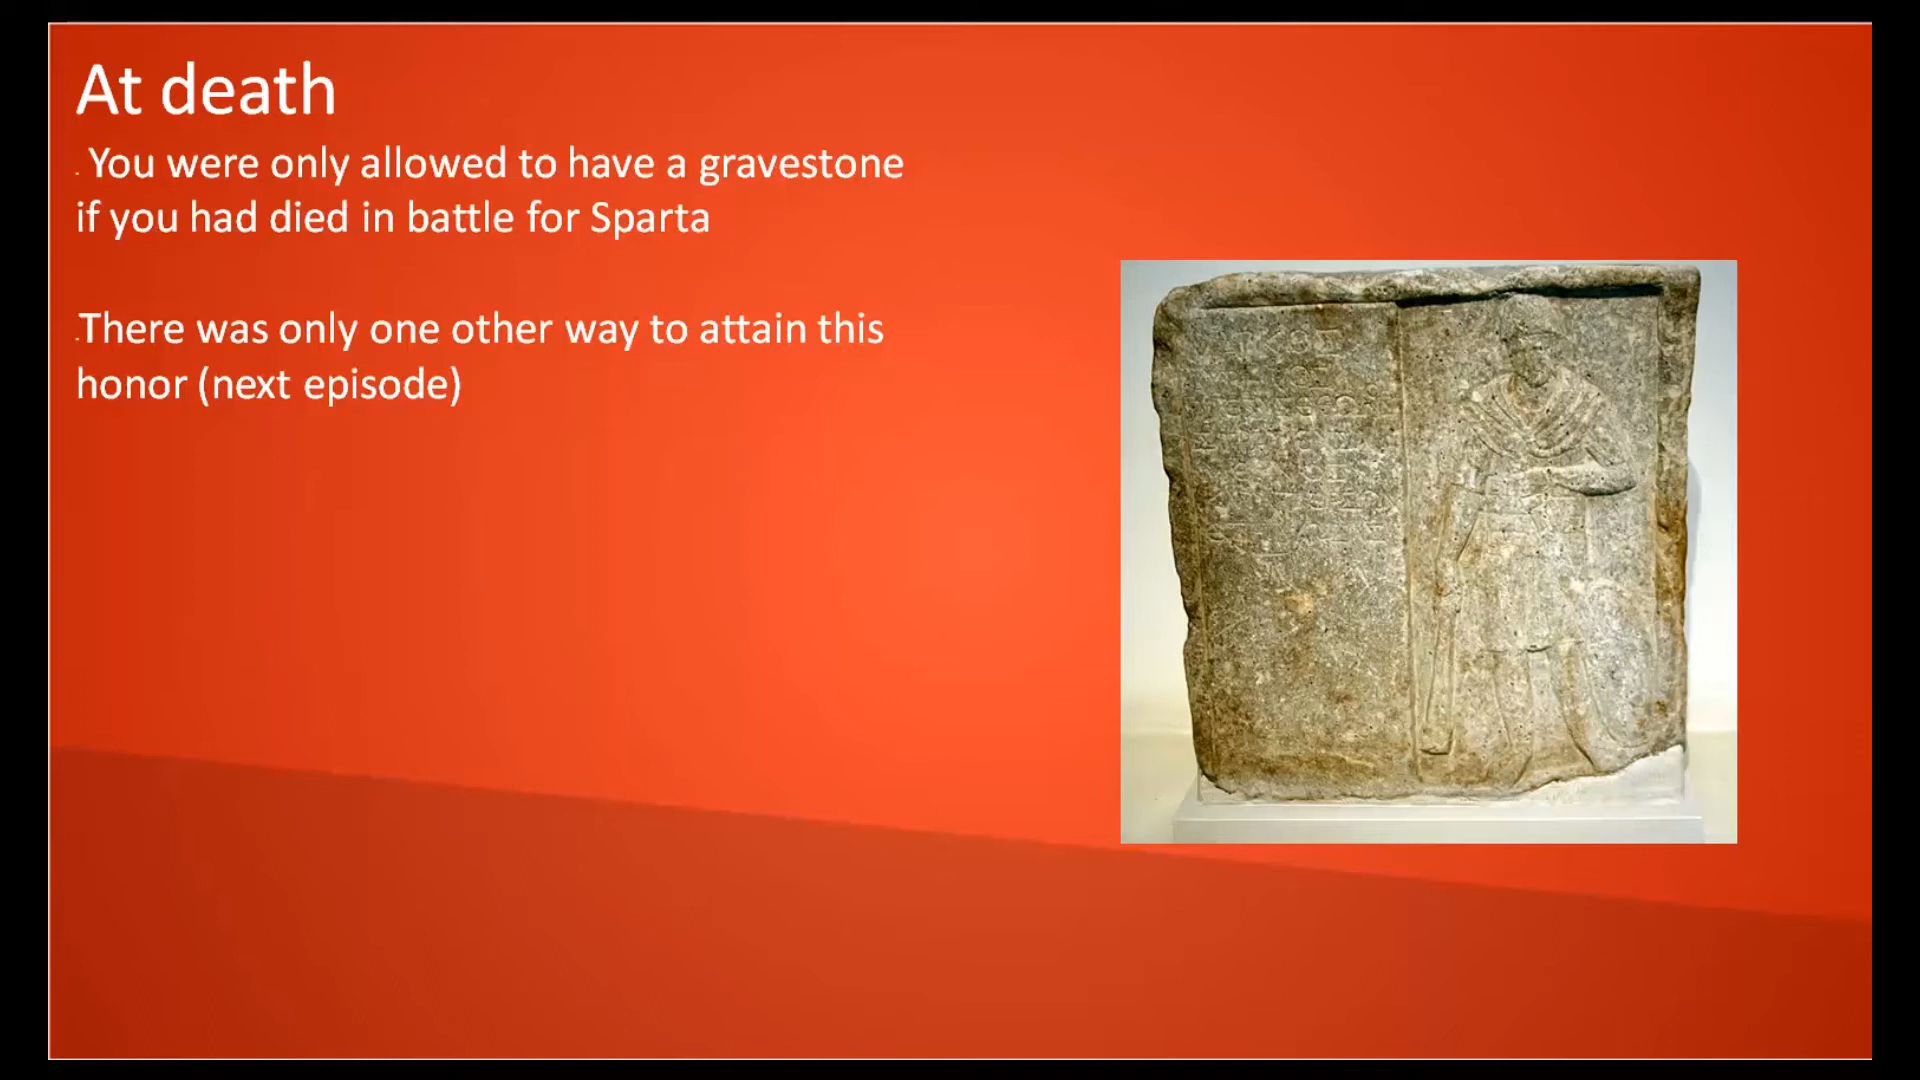 At death
. You were only allowed to have a gravestone
if you had died in battle for Sparta
.There was only one other way to attain this
honor (next episode)